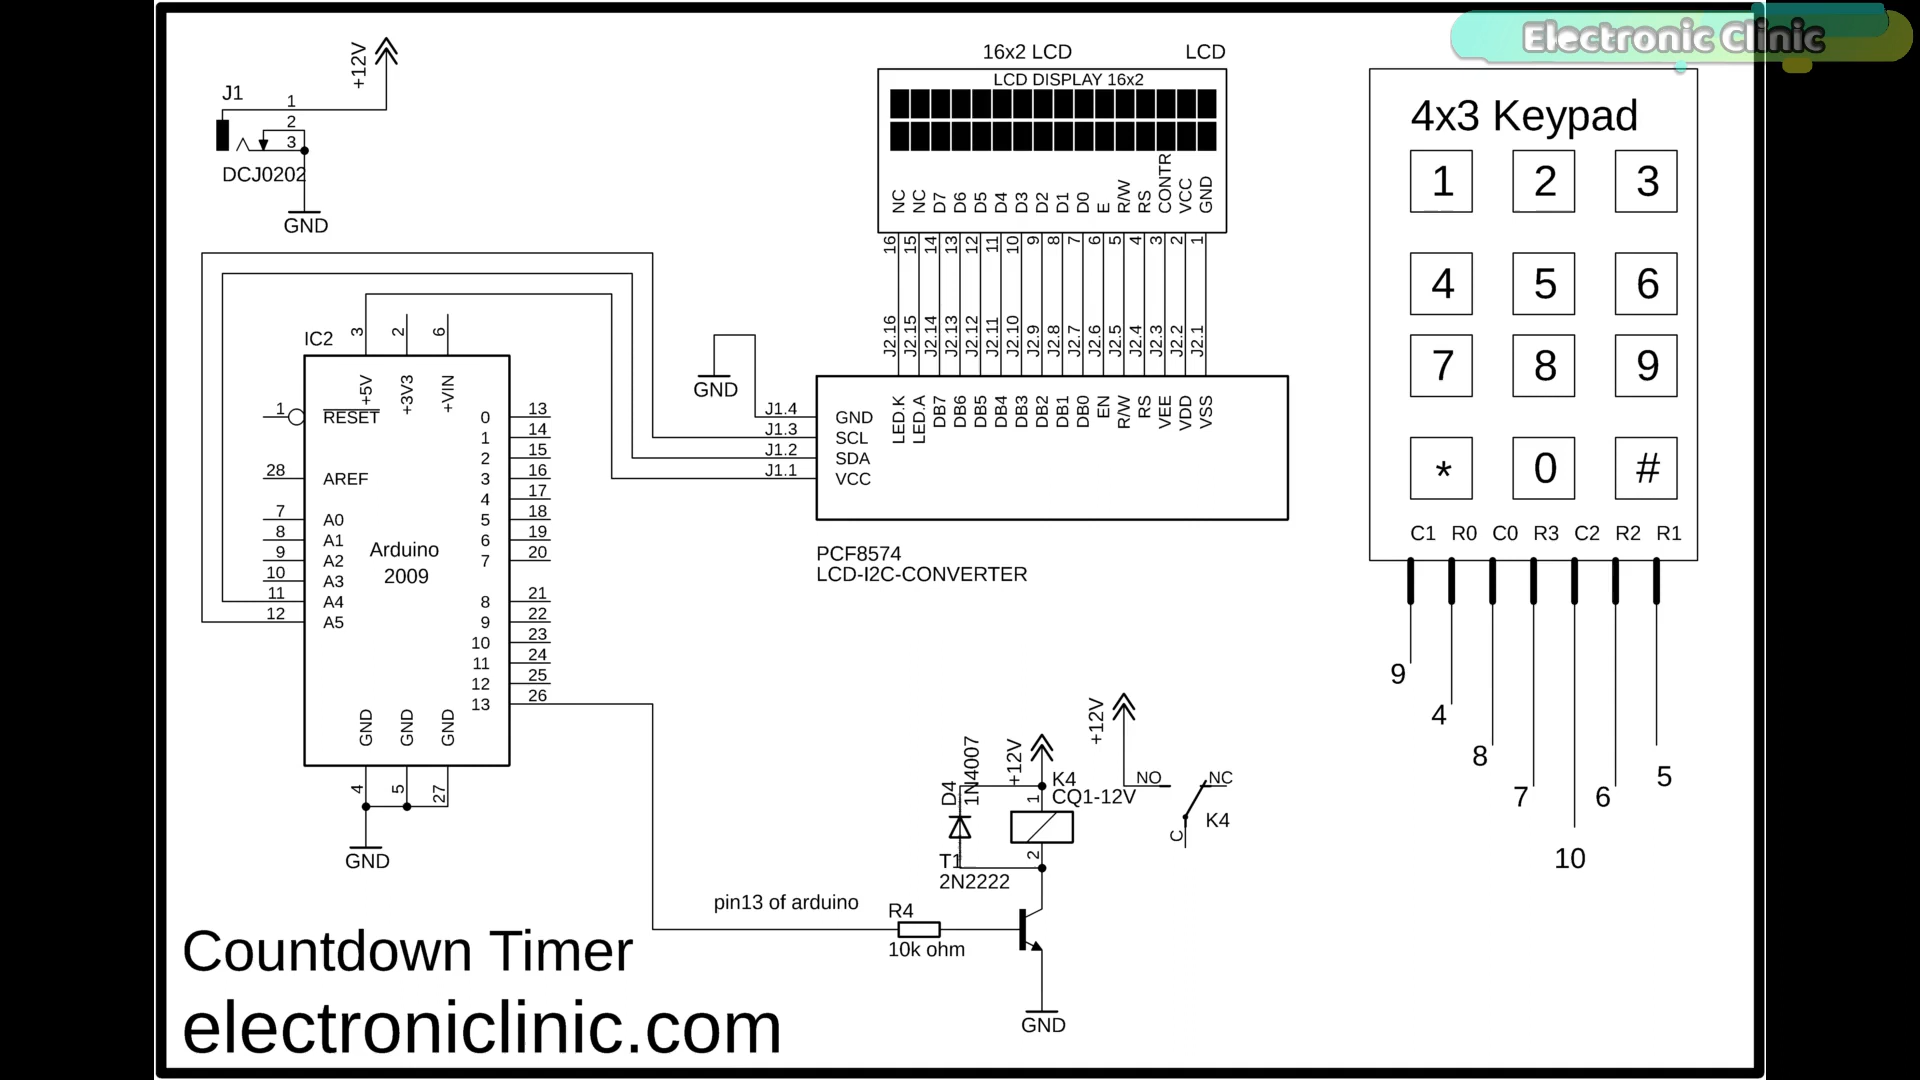 Electronic Clinic
+12V
J1
1
2
3
DCJ0202
GND
16x2 LCD LCD
LCD DISPLAY 16x2
NC NC D7 D6 D5 D4 D3 D2 D1 D0 E R/W RS CONTR VCC GND
16 15 14 13 12 11 10 9 8 7 6 5 4 3 2 1
J2.16 J2.15 J2.14 J2.13 J2.12 J2.11 J2.10 J2.9 J2.8 J2.7 J2.6 J2.5 J2.4 J2.3 J2.2 J2.1
LED.K LED.A DB7 DB6 DB5 DB4 DB3 DB2 DB1 DB0 EN R/W RS VEE VDD VSS
GND
J1.4 GND
J1.3 SCL
J1.2 SDA
J1.1 VCC
PCF8574
LCD-I2C-CONVERTER
4x3 Keypad
1 2 3
4 5 6
7 8 9
* 0 #
C1 R0 C0 R3 C2 R2 R1
9
4
8
5
7
6
10
IC2
3 2 6
+5V +3V3 +VIN
1 RESET 0 13
1 14
2 15
28 AREF 3 16
4 17
7 A0 5 18
8 A1 6 19
9 A2 7 20
10 A3
11 A4 8 21
12 A5 9 22
10 23
11 24
12 25
13 26
Arduino
2009
GND GND GND
4 5 27
GND
+12V
NO NC
C K4
D4
1N4007
+12V
K4
CQ1-12V
1
2
T1
2N2222
pin13 of arduino
R4
10k ohm
GND
Countdown Timer
electroniclinic.com